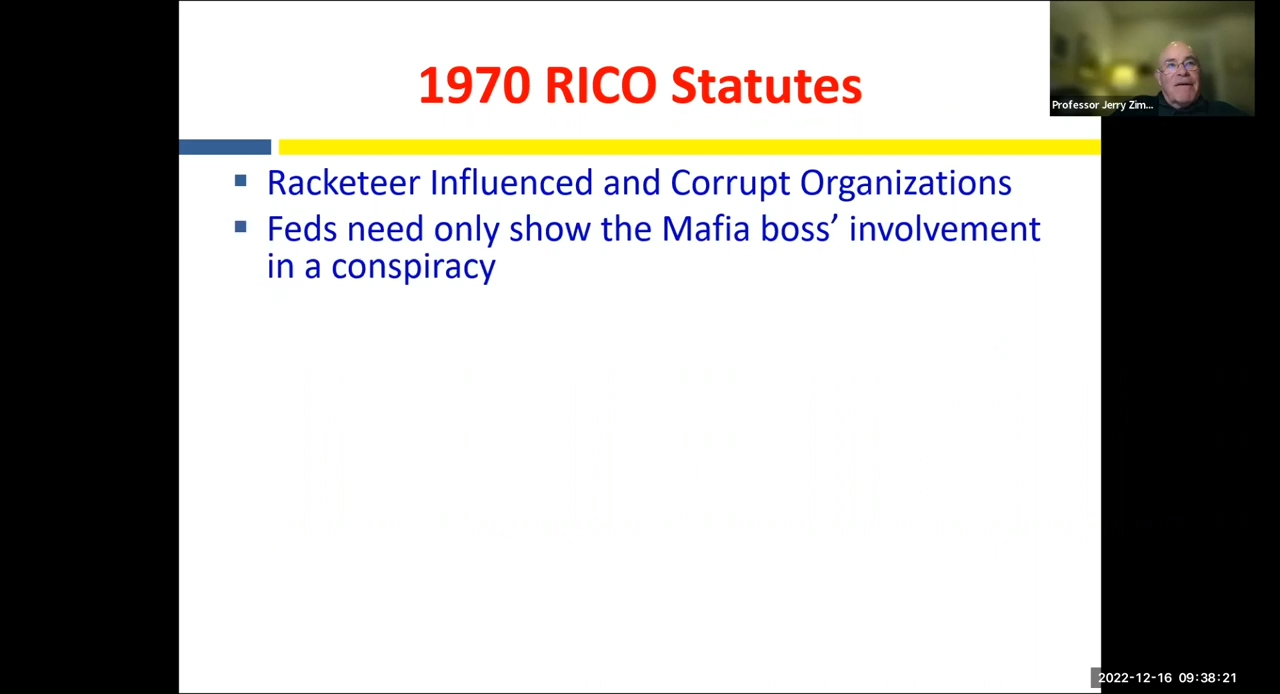 1970 RICO Statutes
Professor Jerry Zim...
Racketeer Influenced and Corrupt Organizations
Feds need only show the Mafia boss’ involvement
in a conspiracy
2022-12-16 09:38:21